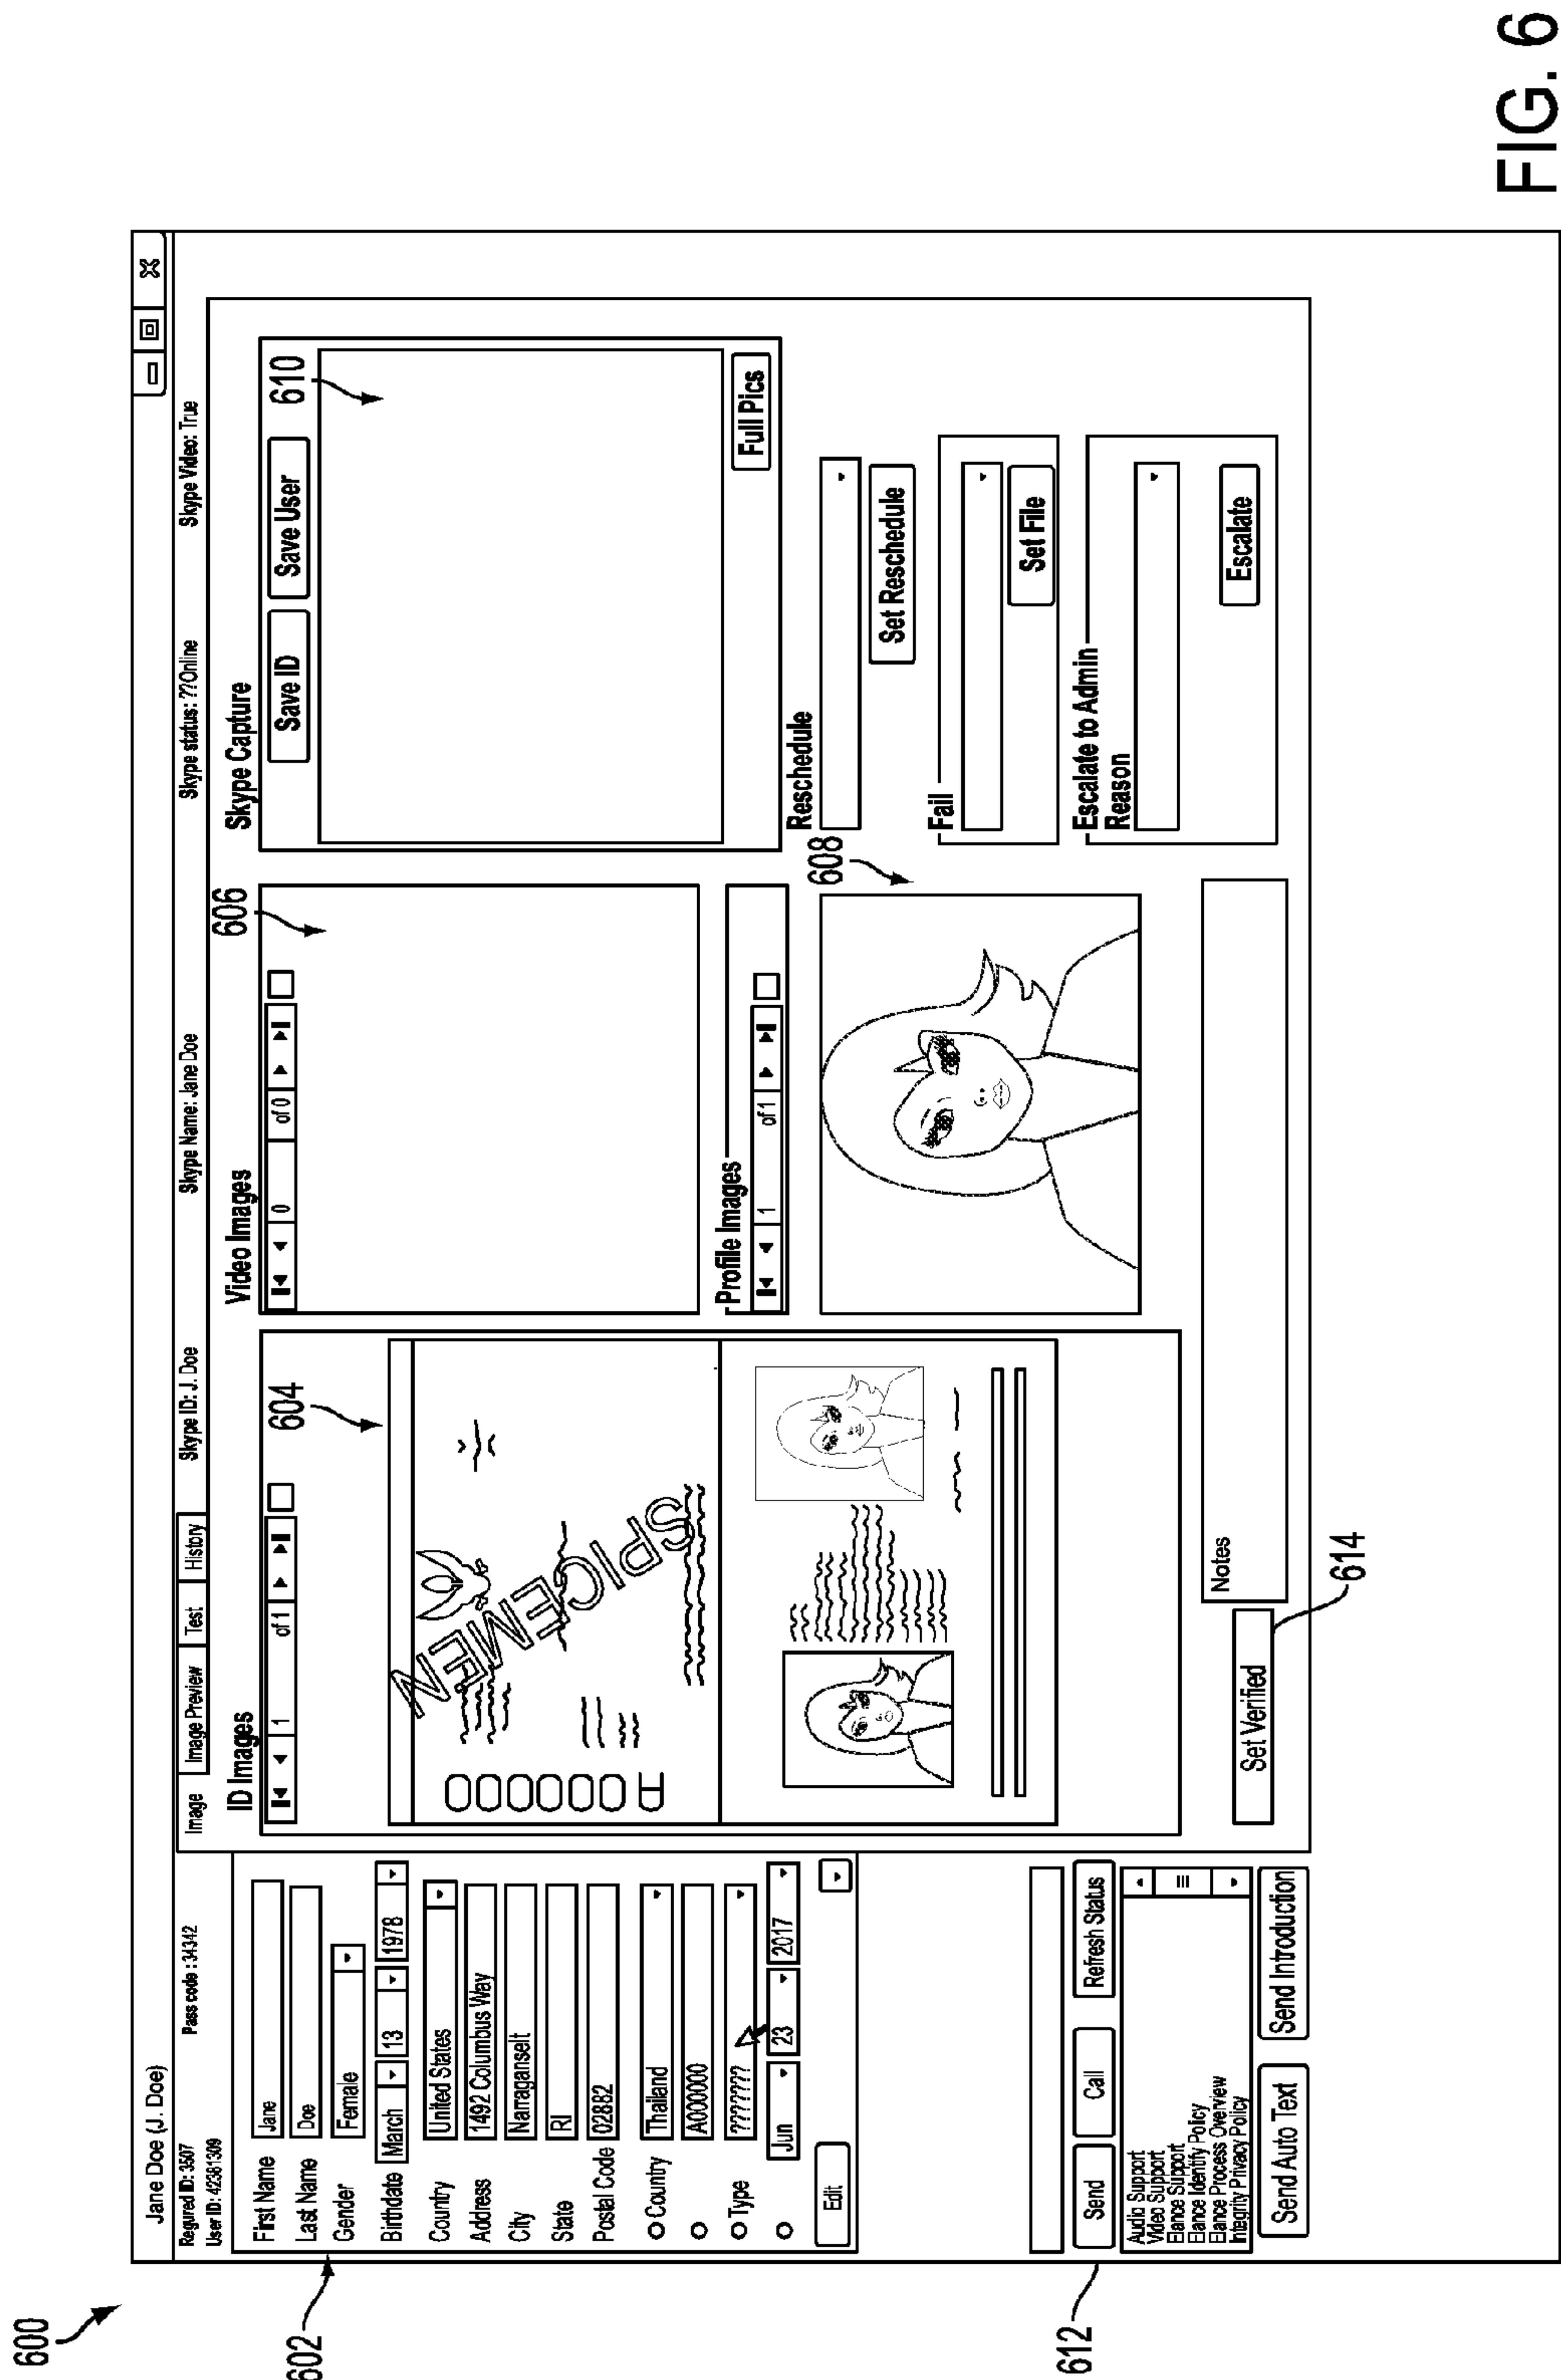 600
Jane Doe (J. Doe)
Regured ID: 3507
Pass code : 34342
User ID: 42381309
Skype ID: J. Doe
Skype Name: Jane Doe
Skype status: ??Online
Skype Video: True
602
First Name Jane
Last Name Doe
Gender Female
Birthdate March 13 1978
Country United States
Address 1492 Columbus Way
City Narraganselt
State RI
Postal Code 02882
Country Thailand
A000000
Type ????????
Jun 23 2017
Edit
612
Send Call Refresh Status
Audio Support
Video Support
Elance Support
Elance Identify Policy
Elance Process Overview
Integrity Privacy Policy
Send Auto Text Send Introduction
Image Image Preview Test History
ID Images
1 of 1
604
SPICEMEN
Video Images
0 of 0
606
Profile Images
1 of 1
608
Skype Capture
Save ID Save User
610
Full Pics
Reschedule
Set Reschedule
Fail
Set File
Escalate to Admin
Reason
Escalate
Set Verified
614
Notes
FIG. 6